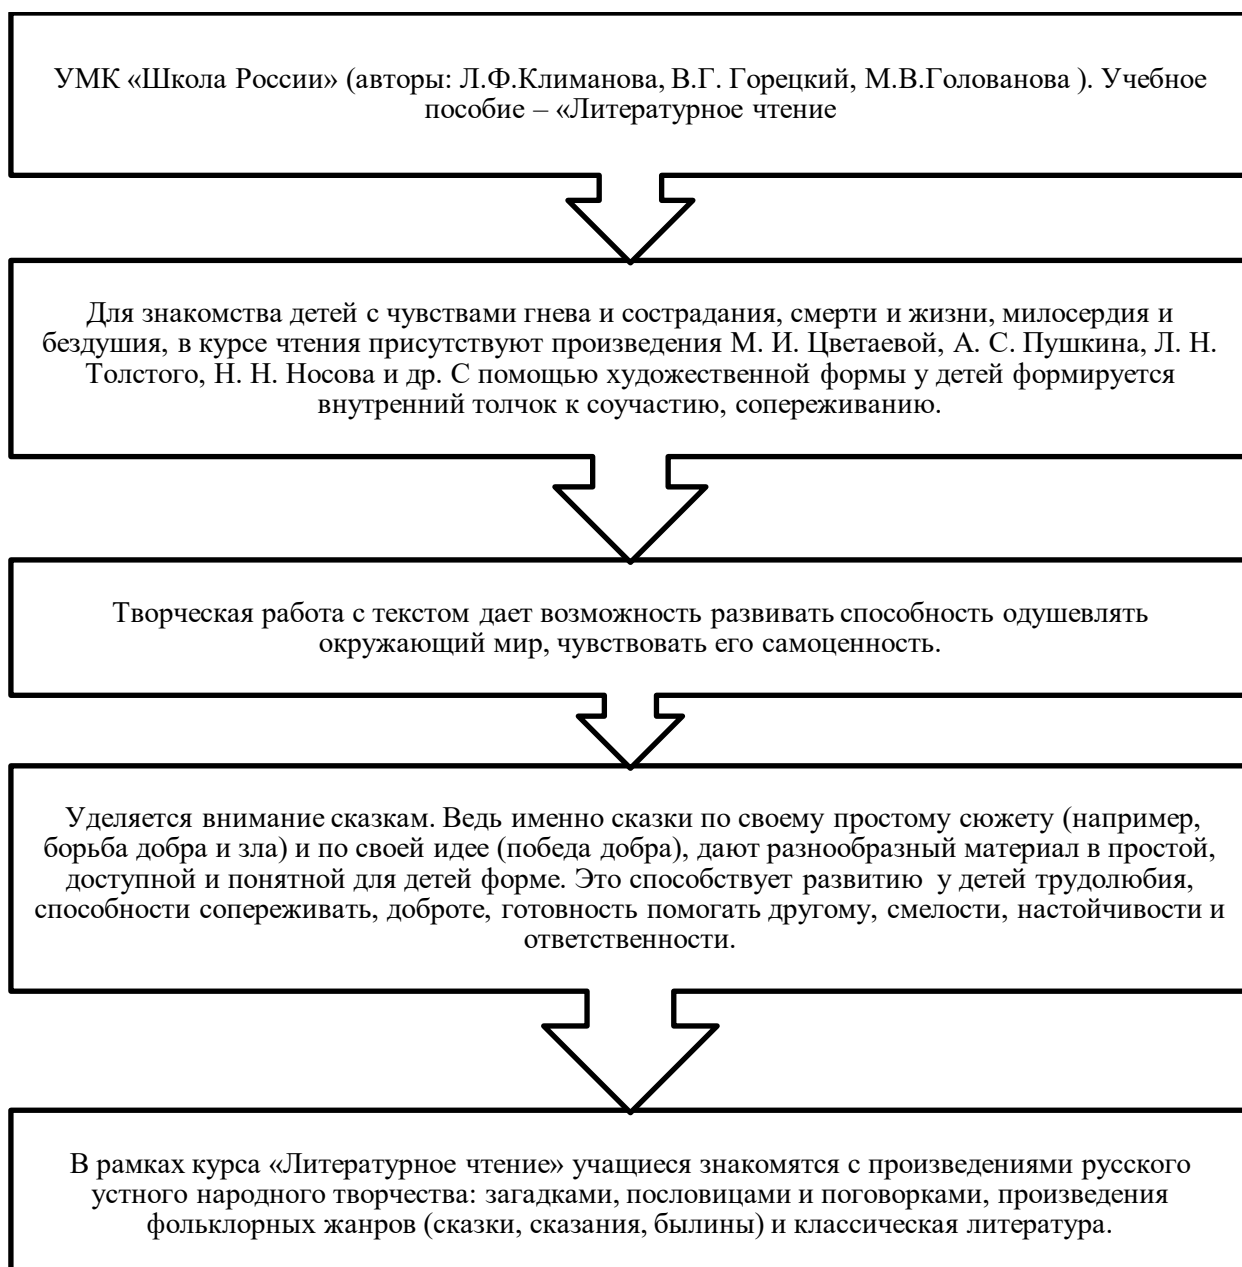 УМК «Школа России» (авторы: Л.Ф.Климанова, В.Г. Горецкий, М.В.Голованова ). Учебное
пособие – «Литературное чтение
Для знакомства детей с чувствами гнева и сострадания, смерти и жизни, милосердия и
бездушия, в курсе чтения присутствуют произведения М. И. Цветаевой, А. С. Пушкина, Л. Н.
Толстого, Н. Н. Носова и др. С помощью художественной формы у детей формируется
внутренний толчок к соучастию, сопереживанию.
Творческая работа с текстом дает возможность развивать способность одушевлять
окружающий мир, чувствовать его самоценность.
Уделяется внимание сказкам. Ведь именно сказки по своему простому сюжету (например,
борьба добра и зла) и по своей идее (победа добра), дают разнообразный материал в простой,
доступной и понятной для детей форме. Это способствует развитию у детей трудолюбия,
способности сопереживать, доброте, готовность помогать другому, смелости, настойчивости и
ответственности.
В рамках курса «Литературное чтение» учащиеся знакомятся с произведениями русского
устного народного творчества: загадками, пословицами и поговорками, произведения
фольклорных жанров (сказки, сказания, былины) и классическая литература.